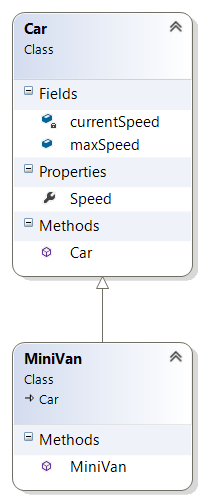 Car
Class
Fields
currentSpeed
maxSpeed
Properties
Speed
Methods
Car
MiniVan
Class
Car
Methods
MiniVan